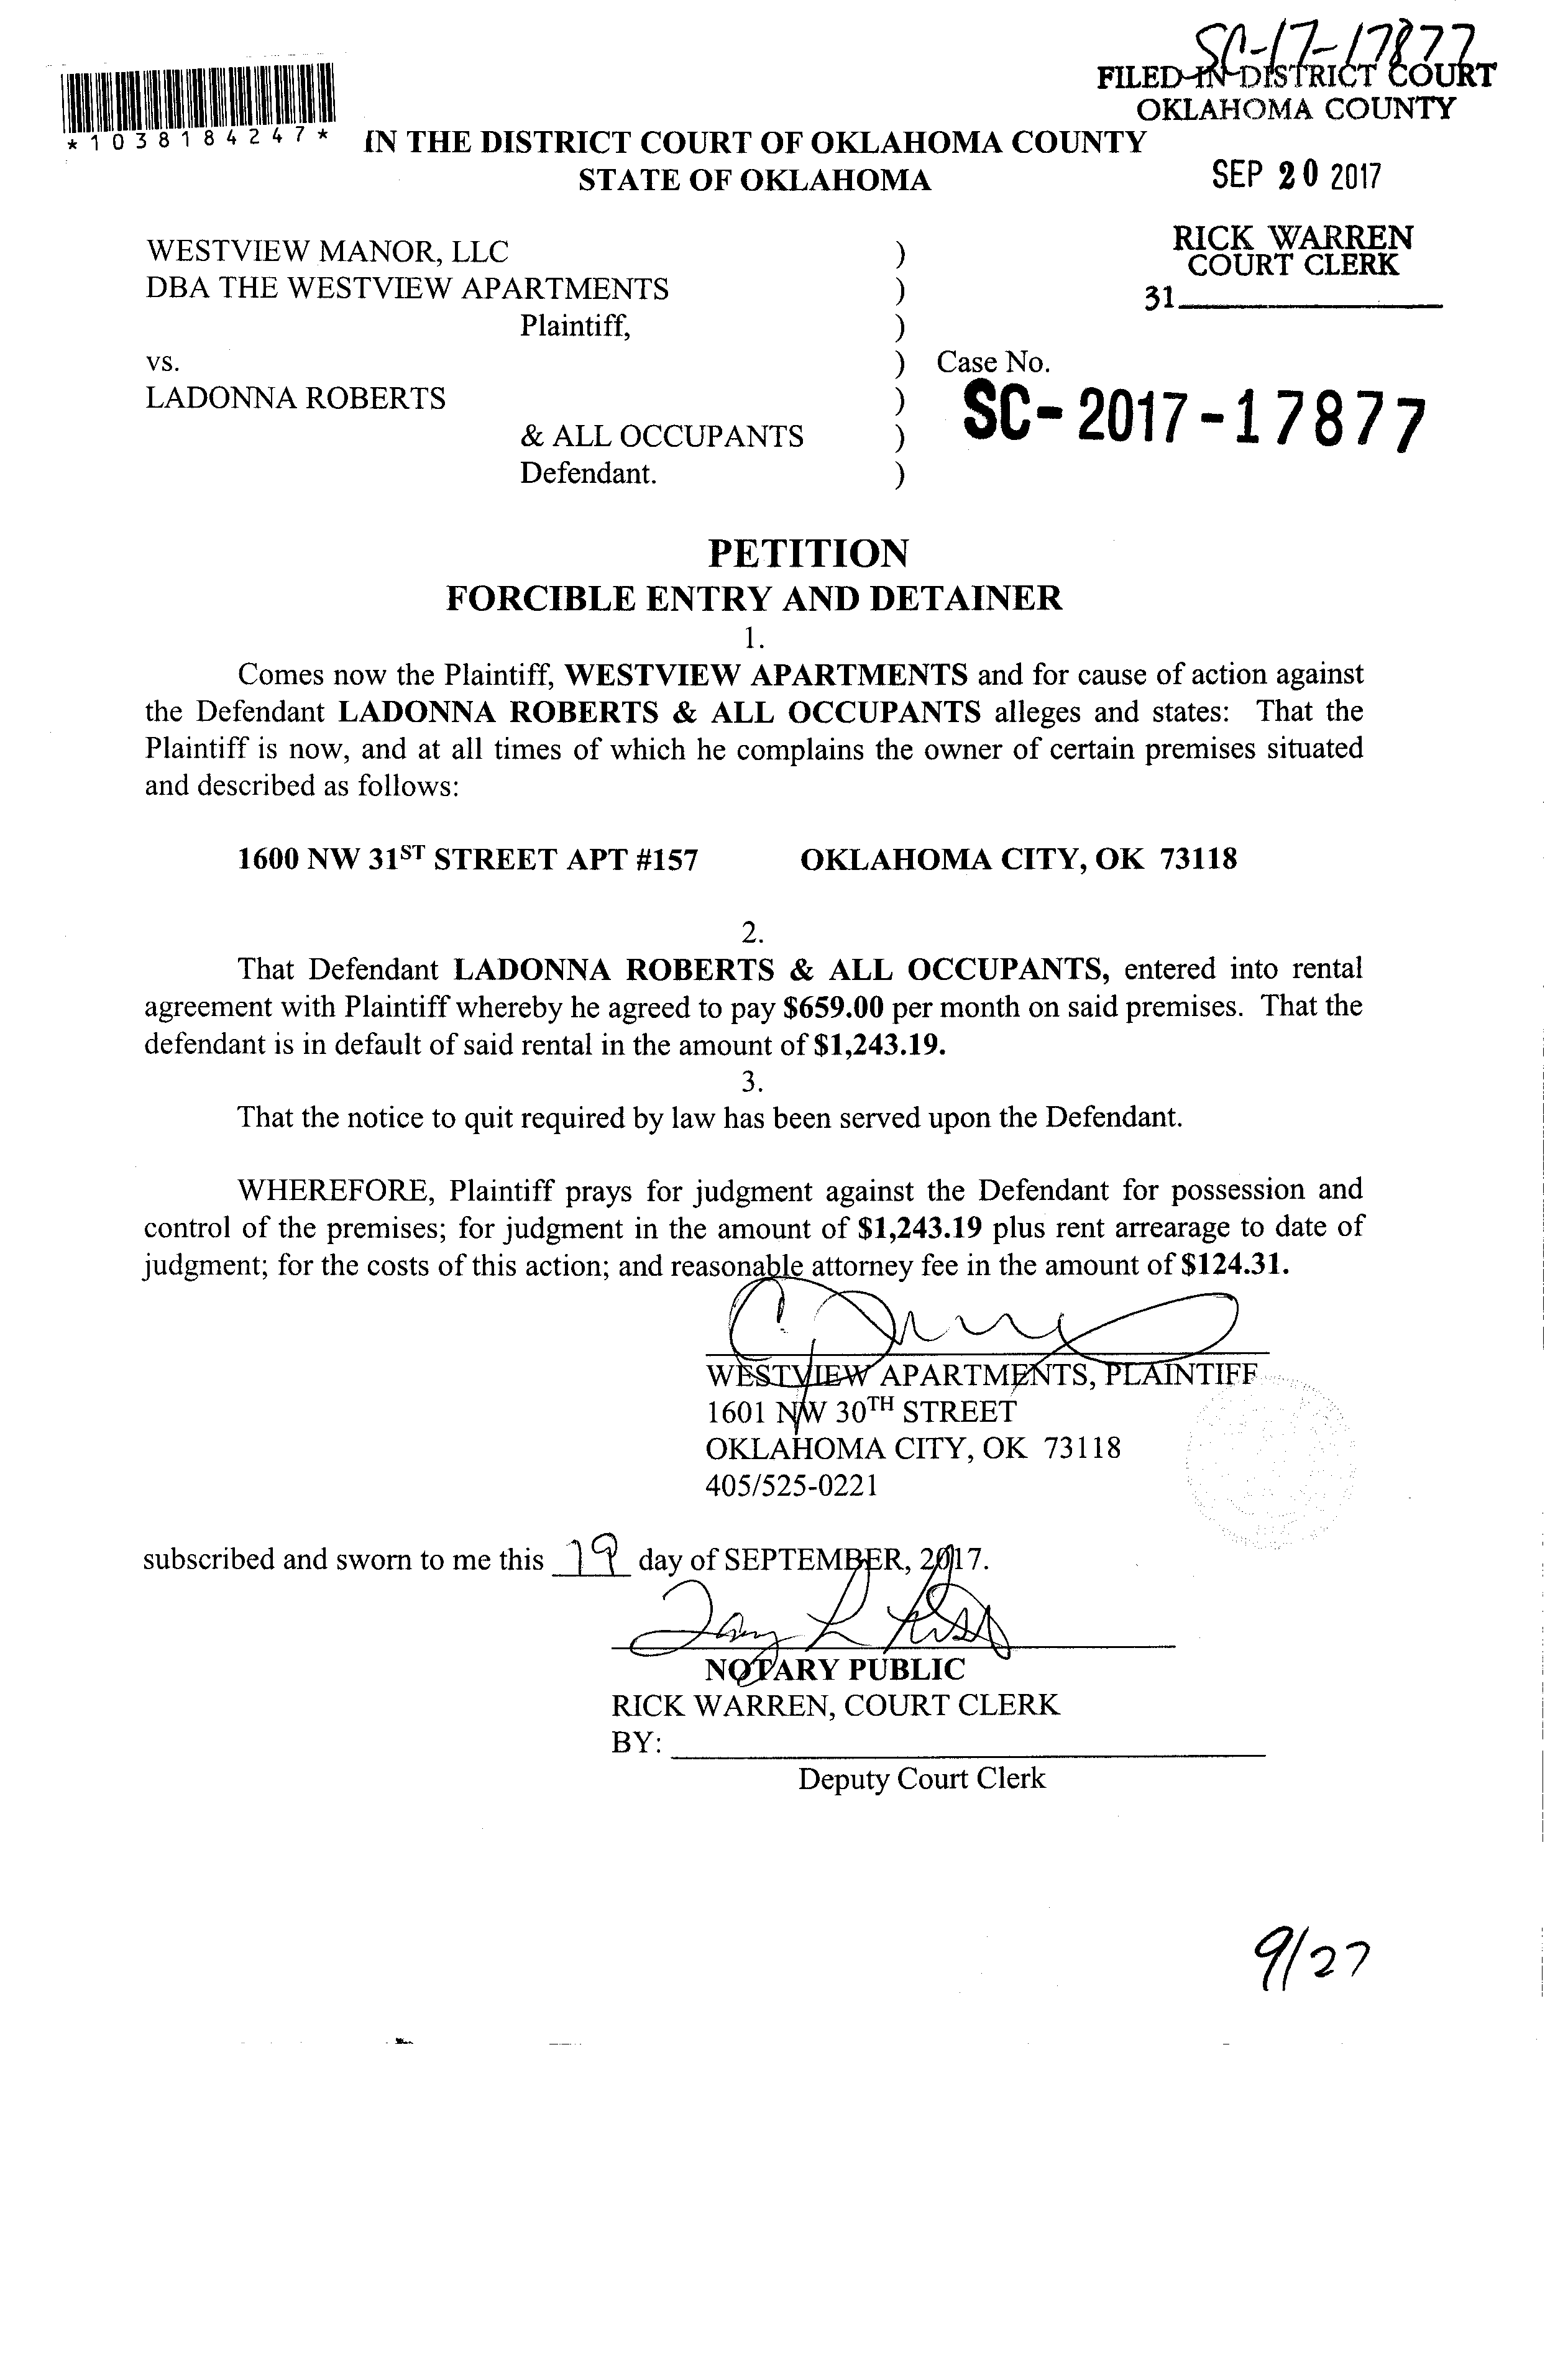 SC-17-17877
FILED IN DISTRICT COURT
OKLAHOMA COUNTY
*1038184247*
IN THE DISTRICT COURT OF OKLAHOMA COUNTY
STATE OF OKLAHOMA
SEP 20 2017
RICK WARREN
COURT CLERK
31
WESTVIEW MANOR, LLC )
DBA THE WESTVIEW APARTMENTS )
Plaintiff, )
vs. ) Case No.
LADONNA ROBERTS ) SC-2017-17877
& ALL OCCUPANTS )
Defendant. )
PETITION
FORCIBLE ENTRY AND DETAINER
1.
Comes now the Plaintiff, WESTVIEW APARTMENTS and for cause of action against
the Defendant LADONNA ROBERTS & ALL OCCUPANTS alleges and states: That the
Plaintiff is now, and at all times of which he complains the owner of certain premises situated
and described as follows:
1600 NW 31ST STREET APT #157 OKLAHOMA CITY, OK 73118
2.
That Defendant LADONNA ROBERTS & ALL OCCUPANTS, entered into rental
agreement with Plaintiff whereby he agreed to pay $659.00 per month on said premises. That the
defendant is in default of said rental in the amount of $1,243.19.
3.
That the notice to quit required by law has been served upon the Defendant.
WHEREFORE, Plaintiff prays for judgment against the Defendant for possession and
control of the premises; for judgment in the amount of $1,243.19 plus rent arrearage to date of
judgment; for the costs of this action; and reasonable attorney fee in the amount of $124.31.
WESTVIEW APARTMENTS, PLAINTIFF
1601 NW 30TH STREET
OKLAHOMA CITY, OK 73118
405/525-0221
subscribed and sworn to me this 19 day of SEPTEMBER, 2017.
NOTARY PUBLIC
RICK WARREN, COURT CLERK
BY:
Deputy Court Clerk
9/27